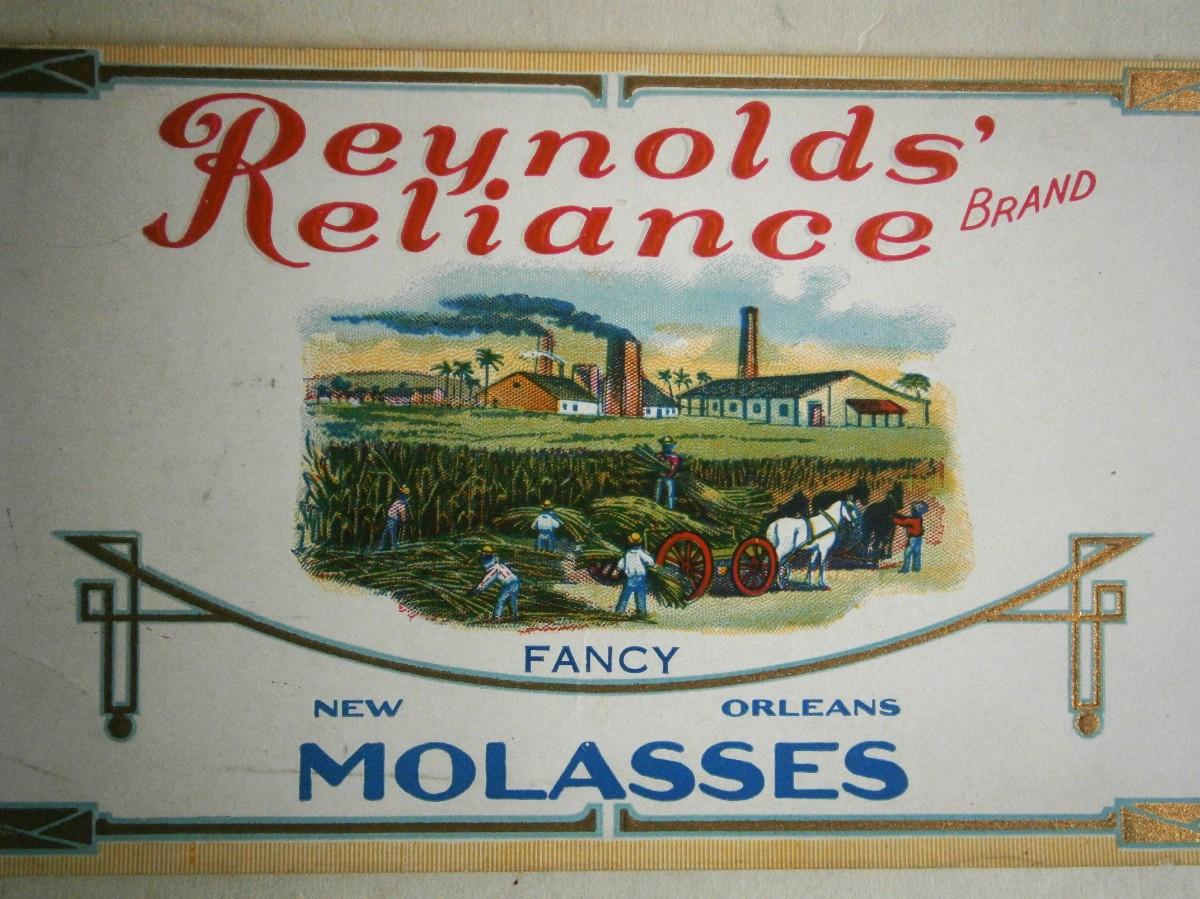 Reynolds'
Reliance BRAND
FANCY
NEW ORLEANS
MOLASSES